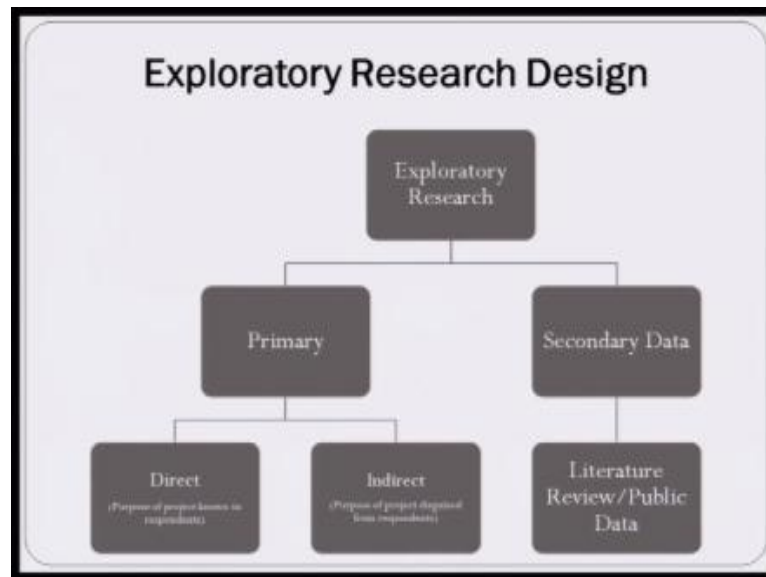 Exploratory Research Design
Exploratory
Research
Primary
Secondary Data
Direct
(Purpose of project known to
respondents)
Indirect
(Purpose of project disguised
from respondents)
Literature
Review/Public
Data